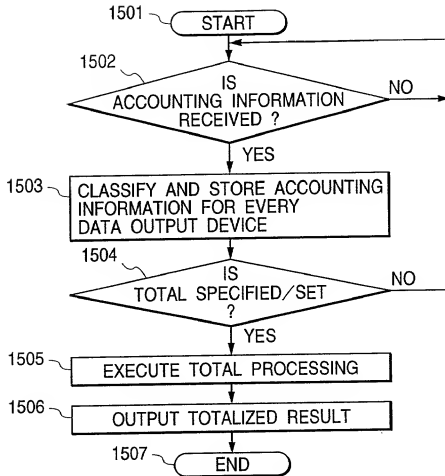 1501
START
1502
IS
ACCOUNTING INFORMATION
RECEIVED ?
NO
YES
1503
CLASSIFY AND STORE ACCOUNTING
INFORMATION FOR EVERY
DATA OUTPUT DEVICE
1504
IS
TOTAL SPECIFIED/SET
?
NO
YES
1505
EXECUTE TOTAL PROCESSING
1506
OUTPUT TOTALIZED RESULT
1507
END